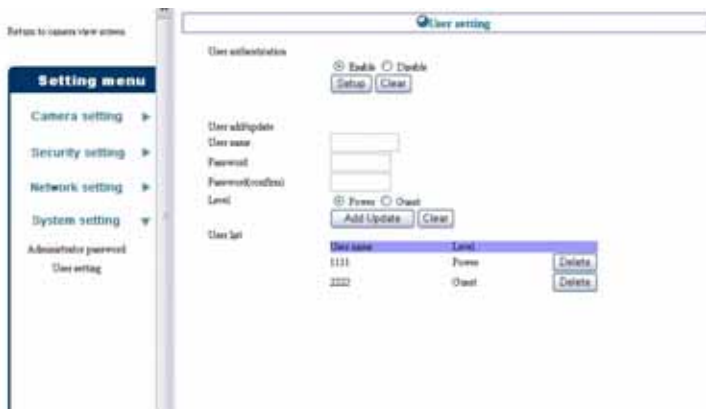 Return to camera view screen
Setting menu
Camera setting
Security setting
Network setting
System setting
Administrator password
User setting
User setting
User authentication
Enable Disable
Setup Clear
User add/update
User name
Password
Password(confirm)
Level
Power Guest
Add Update Clear
User list
User name Level
1111 Power Delete
2222 Guest Delete